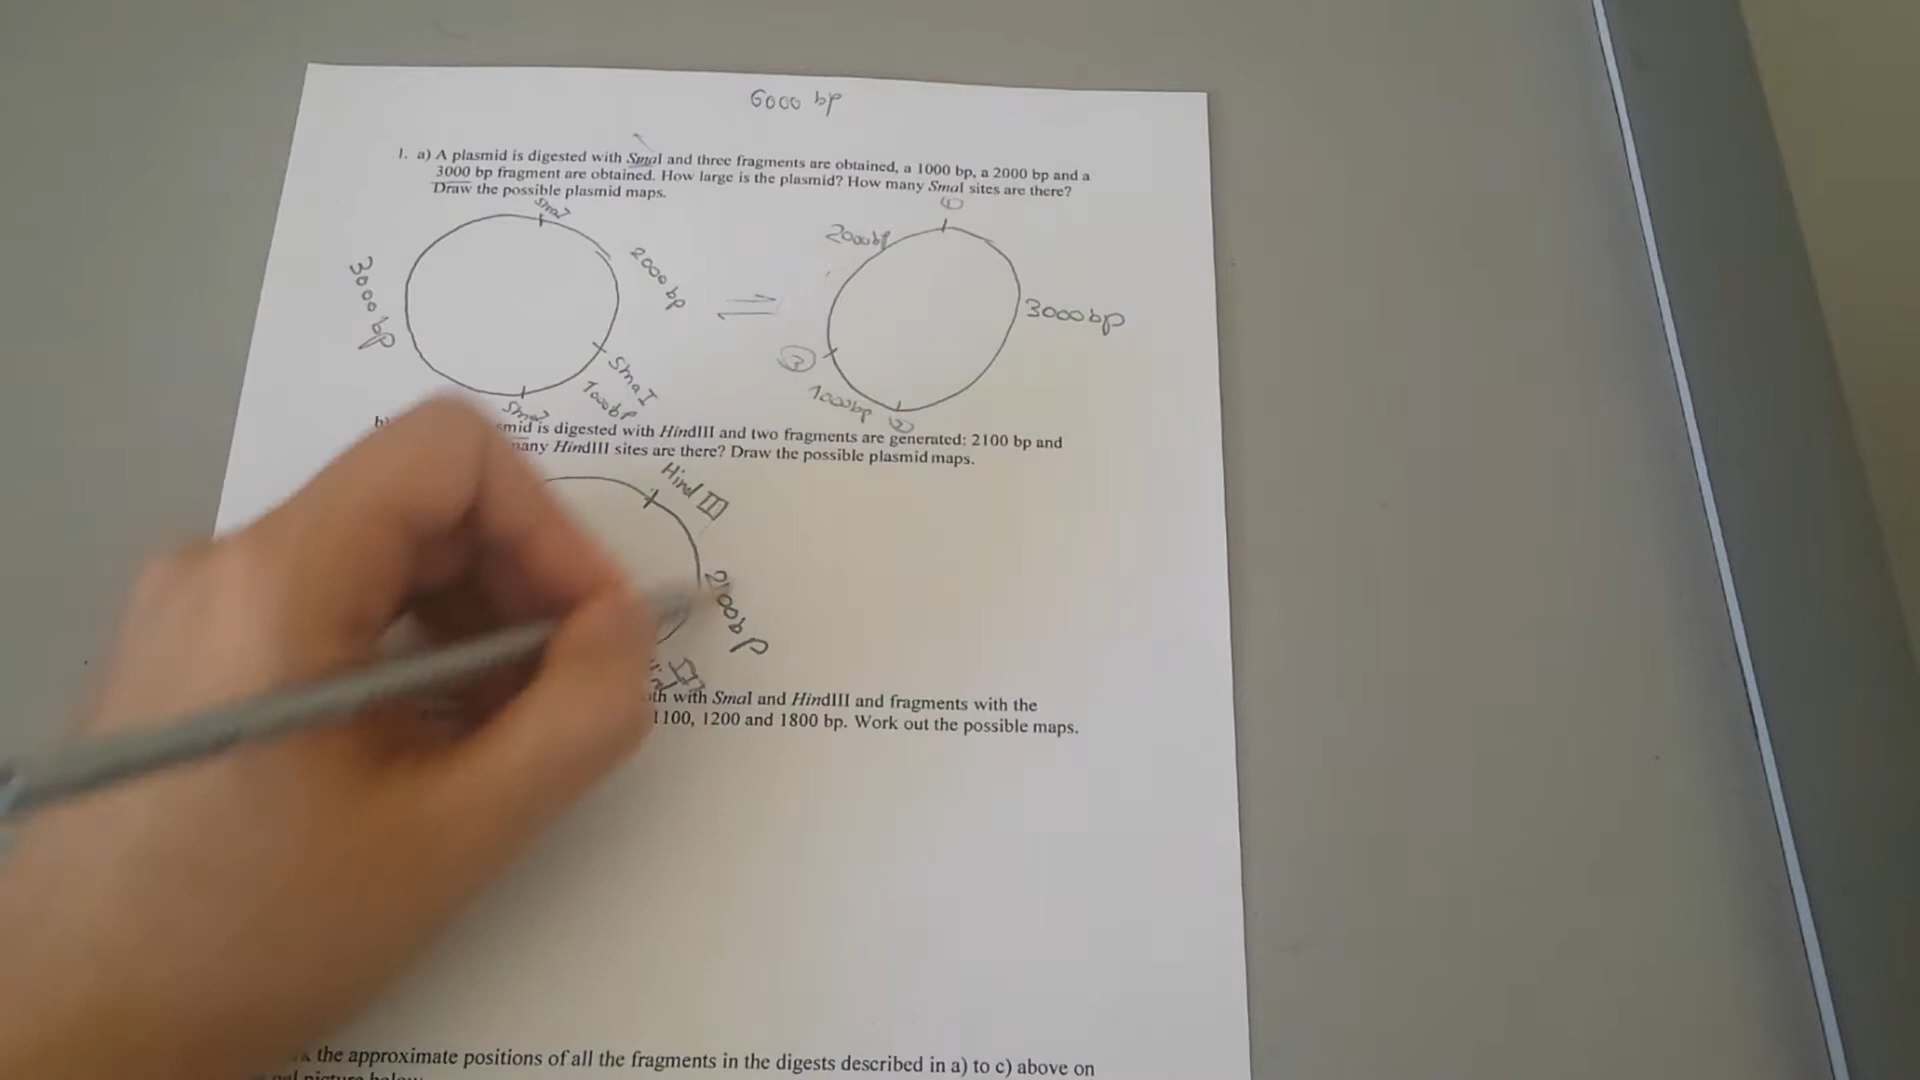 6000 bp
1. a) A plasmid is digested with SmaI and three fragments are obtained, a 1000 bp, a 2000 bp and a
3000 bp fragment are obtained. How large is the plasmid? How many SmaI sites are there?
Draw the possible plasmid maps.
SmaI
2000 bp
3000 bp
SmaI
1000 bp
SmaI
1
2000 bp
3000 bp
3
1000 bp
2
b)
is digested with HindIII and two fragments are generated: 2100 bp and
many HindIII sites are there? Draw the possible plasmid maps.
Hind III
2100 bp
with SmaI and HindIII and fragments with the
1100, 1200 and 1800 bp. Work out the possible maps.
the approximate positions of all the fragments in the digests described in a) to c) above on